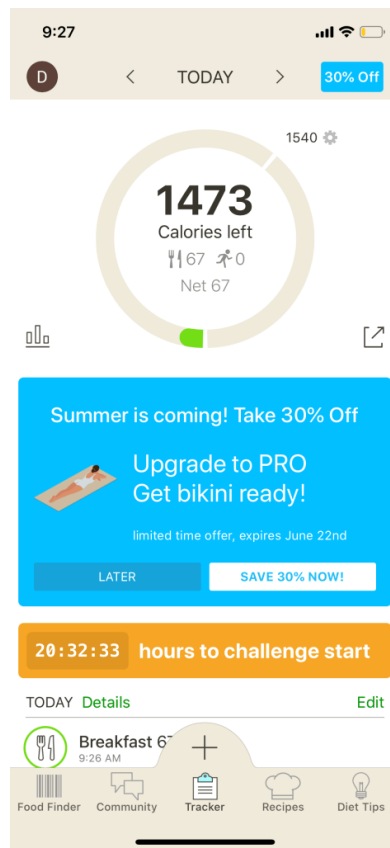 9:27
D
TODAY
30% Off
1540
1473
Calories left
67 0
Net 67
Summer is coming! Take 30% Off
Upgrade to PRO
Get bikini ready!
limited time offer, expires June 22nd
LATER
SAVE 30% NOW!
20:32:33 hours to challenge start
TODAY Details Edit
Breakfast 67
9:26 AM
Food Finder Community Tracker Recipes Diet Tips